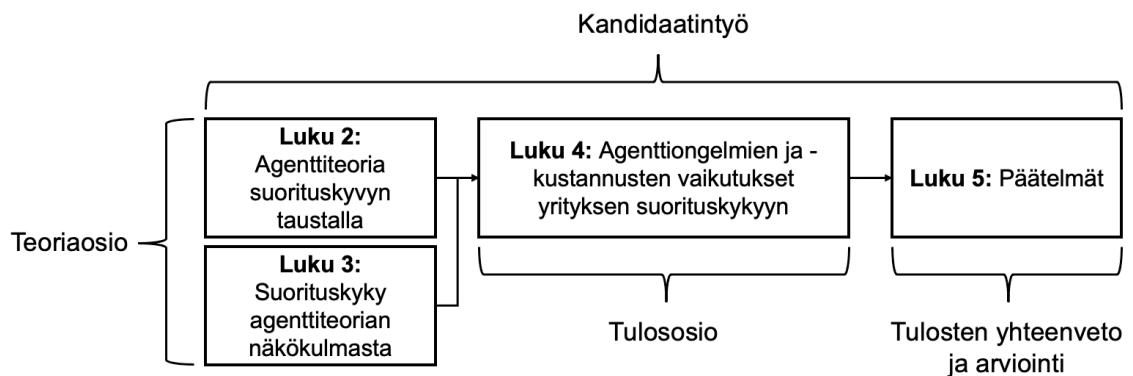 Kandidaatintyö
Teoriaosio
Luku 2:
Agenttiteoria
suorituskyvyn
taustalla
Luku 3:
Suorituskyky
agenttiteorian
näkökulmasta
Luku 4: Agenttiongelmien ja -
kustannusten vaikutukset
yrityksen suorituskykyyn
Tulososio
Luku 5: Päätelmät
Tulosten yhteenveto
ja arviointi